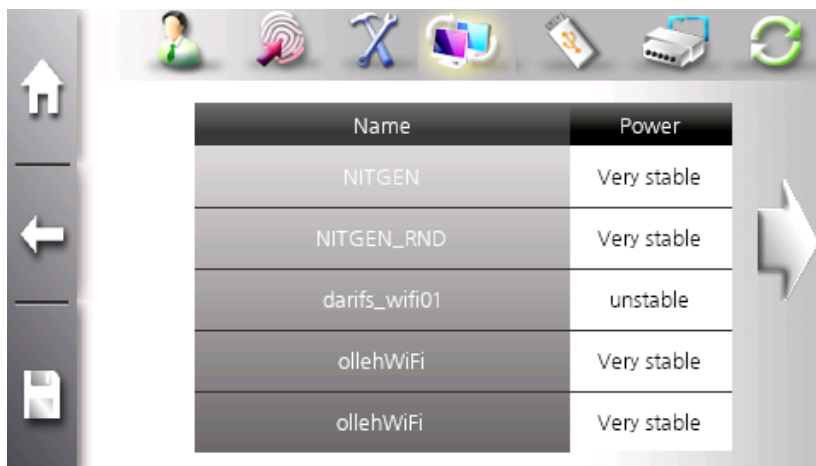 Name Power
NITGEN Very stable
NITGEN_RND Very stable
darifs_wifi01 unstable
ollehWiFi Very stable
ollehWiFi Very stable